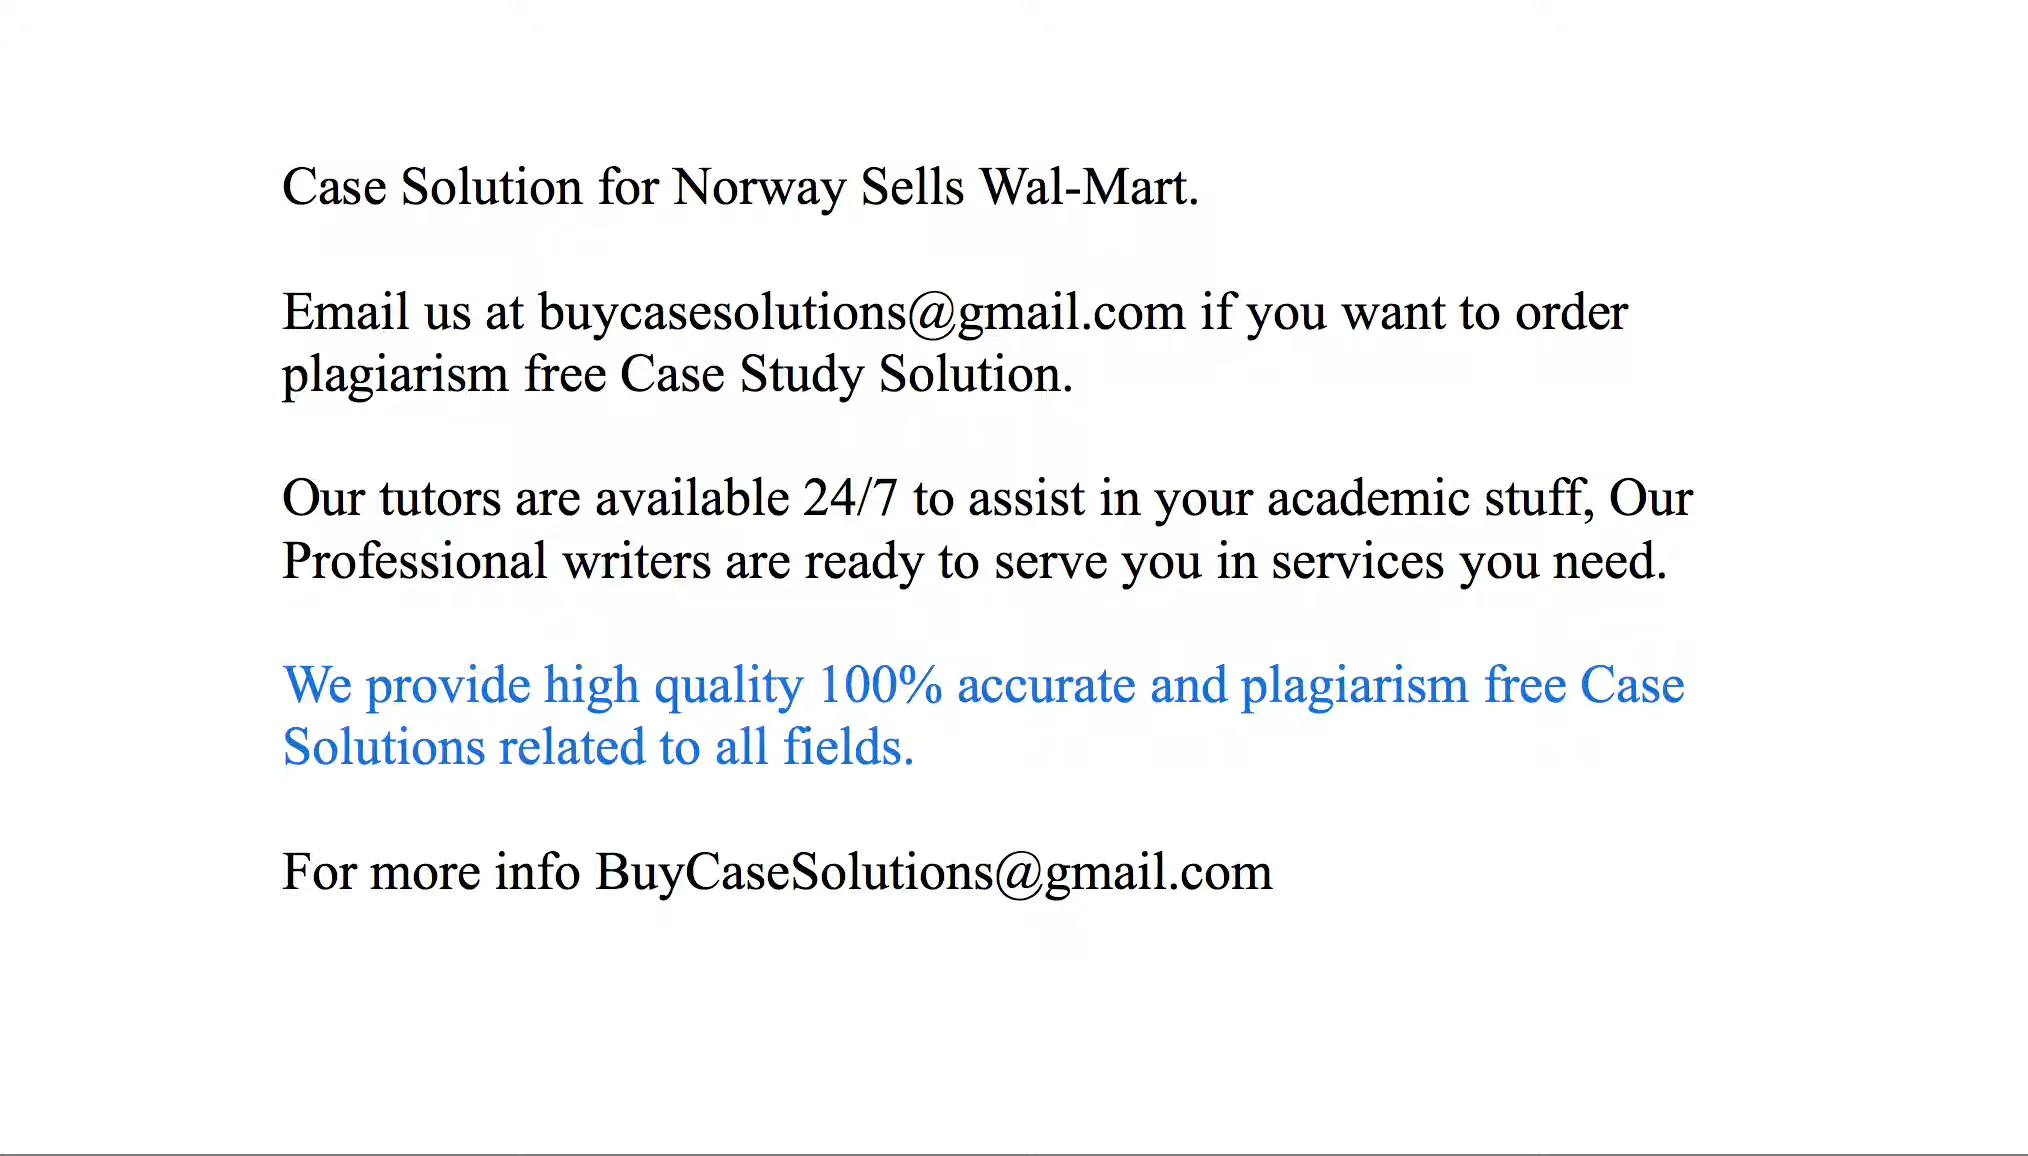 Case Solution for Norway Sells Wal-Mart.
Email us at buycasesolutions@gmail.com if you want to order
plagiarism free Case Study Solution.
Our tutors are available 24/7 to assist in your academic stuff, Our
Professional writers are ready to serve you in services you need.
We provide high quality 100% accurate and plagiarism free Case
Solutions related to all fields.
For more info BuyCaseSolutions@gmail.com